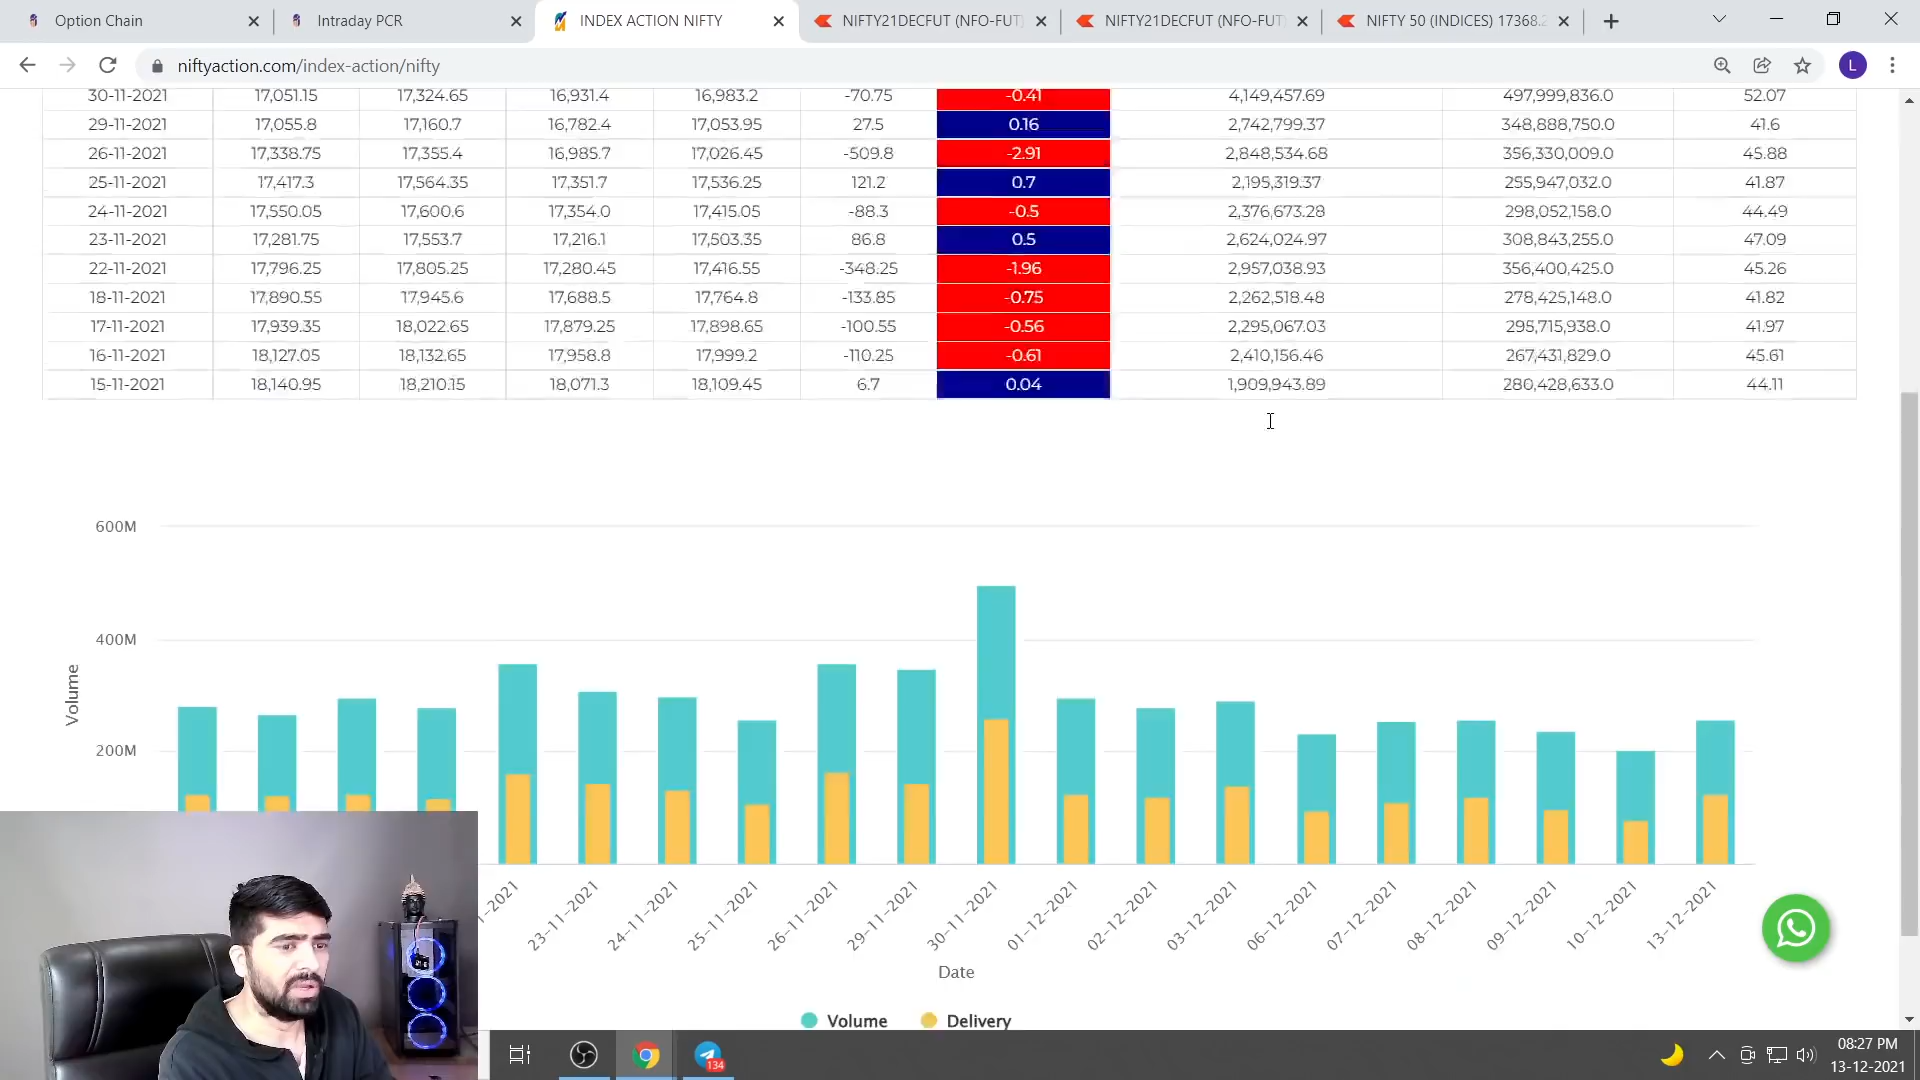 Option Chain
Intraday PCR
INDEX ACTION NIFTY
NIFTY21DECFUT (NFO-FUT)
NIFTY21DECFUT (NFO-FUT)
NIFTY 50 (INDICES) 17368.2
niftyaction.com/index-action/nifty
L
30-11-2021 17,051.15 17,324.65 16,931.4 16,983.2 -70.75 -0.41 4,149,457.69 497,999,836.0 52.07
29-11-2021 17,055.8 17,160.7 16,782.4 17,053.95 27.5 0.16 2,742,799.37 348,888,750.0 41.6
26-11-2021 17,338.75 17,355.4 16,985.7 17,026.45 -509.8 -2.91 2,848,534.68 356,330,009.0 45.88
25-11-2021 17,417.3 17,564.35 17,351.7 17,536.25 121.2 0.7 2,195,319.37 255,947,032.0 41.87
24-11-2021 17,550.05 17,600.6 17,354.0 17,415.05 -88.3 -0.5 2,376,673.28 298,052,158.0 44.49
23-11-2021 17,281.75 17,553.7 17,216.1 17,503.35 86.8 0.5 2,624,024.97 308,843,255.0 47.09
22-11-2021 17,796.25 17,805.25 17,280.45 17,416.55 -348.25 -1.96 2,957,038.93 356,400,425.0 45.26
18-11-2021 17,890.55 17,945.6 17,688.5 17,764.8 -133.85 -0.75 2,262,518.48 278,425,148.0 41.82
17-11-2021 17,939.35 18,022.65 17,879.25 17,898.65 -100.55 -0.56 2,295,067.03 295,715,938.0 41.97
16-11-2021 18,127.05 18,132.65 17,958.8 17,999.2 -110.25 -0.61 2,410,156.46 267,431,829.0 45.61
15-11-2021 18,140.95 18,210.15 18,071.3 18,109.45 6.7 0.04 1,909,943.89 280,428,633.0 44.11
600M
400M
200M
Volume
1-2021 23-11-2021 24-11-2021 25-11-2021 26-11-2021 29-11-2021 30-11-2021 01-12-2021 02-12-2021 03-12-2021 06-12-2021 07-12-2021 08-12-2021 09-12-2021 10-12-2021 13-12-2021
Date
Volume Delivery
134
08:27 PM
13-12-2021